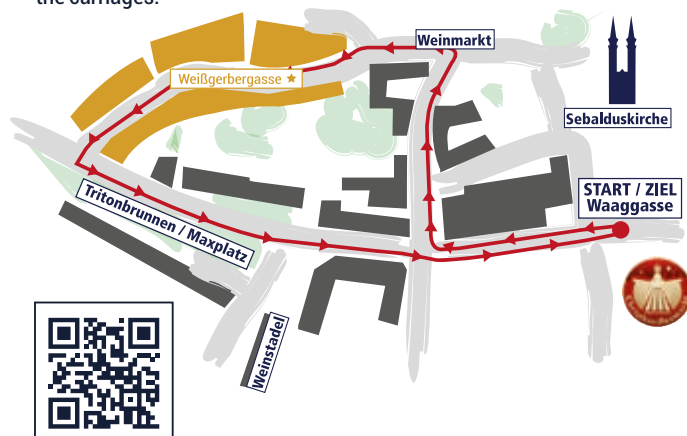 the carriages.
Weinmarkt
Weißgerbergasse ★
Sebalduskirche
START / ZIEL
Waaggasse
Tritonbrunnen / Maxplatz
Weinstadel